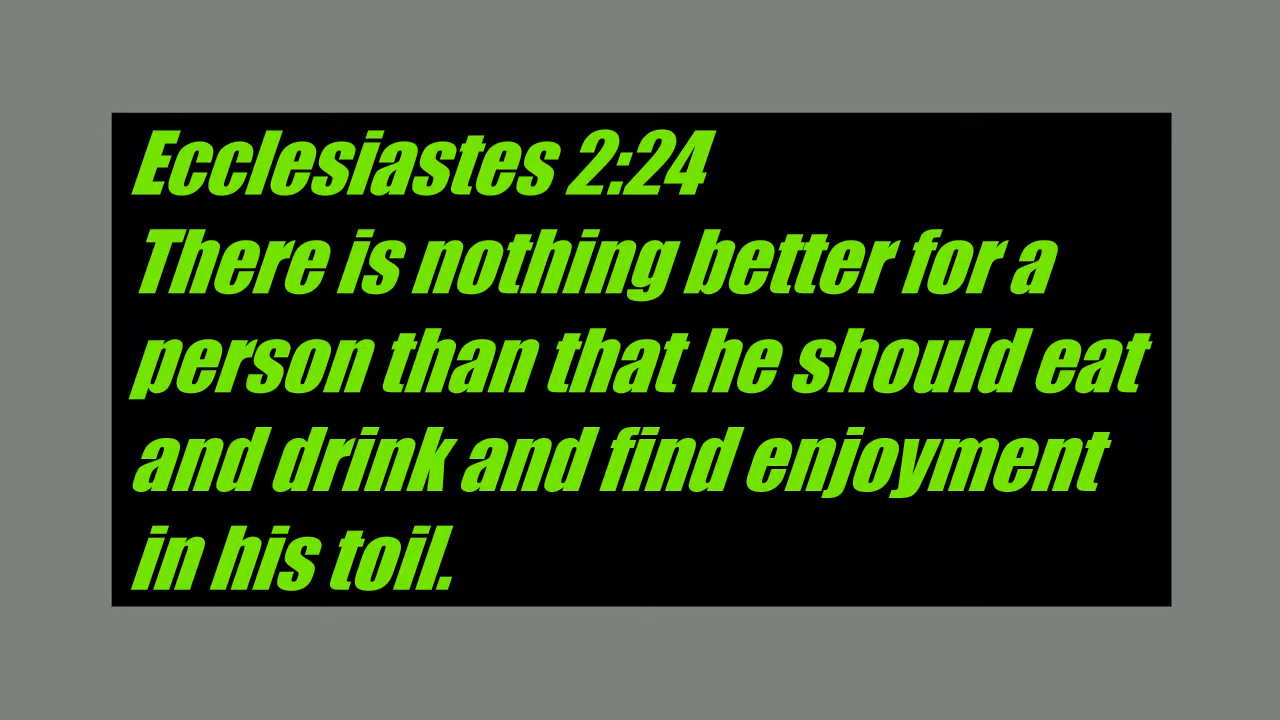 Ecclesiastes 2:24
There is nothing better for a
person than that he should eat
and drink and find enjoyment
in his toil.